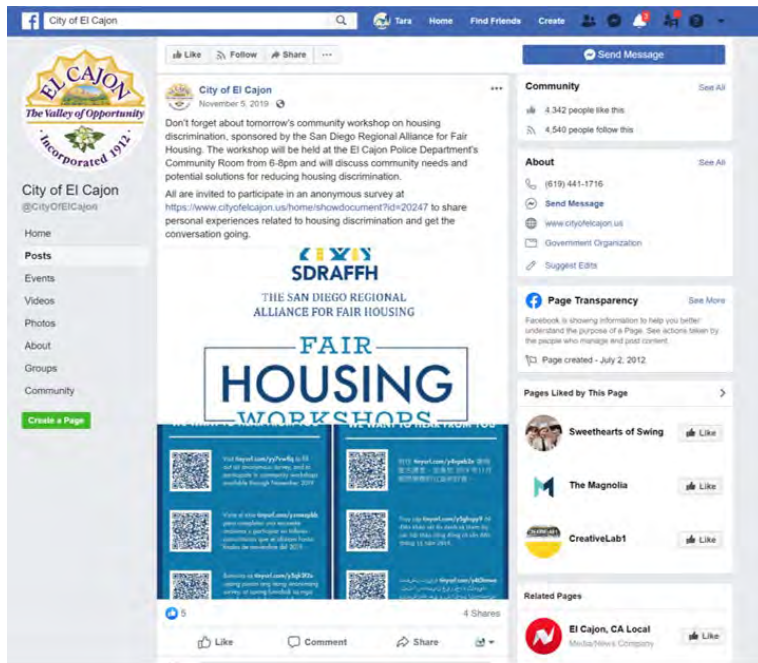 City of El Cajon
Tara
Home
Find Friends
Create
EL CAJON
The Valley of Opportunity
Incorporated 1912
City of El Cajon
@CityOfElCajon
Home
Posts
Events
Videos
Photos
About
Groups
Community
Create a Page
Like
Follow
Share
City of El Cajon
November 5, 2019
Don't forget about tomorrow's community workshop on housing
discrimination, sponsored by the San Diego Regional Alliance for Fair
Housing. The workshop will be held at the El Cajon Police Department's
Community Room from 6-8pm and will discuss community needs and
potential solutions for reducing housing discrimination.
All are invited to participate in an anonymous survey at
https://www.cityofelcajon.us/home/showdocument?id=20247 to share
personal experiences related to housing discrimination and get the
conversation going.
SDRAFFH
THE SAN DIEGO REGIONAL
ALLIANCE FOR FAIR HOUSING
FAIR
HOUSING
WORKSHOPS
WE WANT TO HEAR FROM YOU
WE WANT TO HEAR FROM YOU
5
4 Shares
Like
Comment
Share
Send Message
Community
See All
4,342 people like this
4,540 people follow this
About
See All
(619) 441-1716
Send Message
www.cityofelcajon.us
Government Organization
Suggest Edits
Page Transparency
See More
Facebook is showing information to help you better
understand the purpose of a Page. See actions taken by
the people who manage and post content.
Page created - July 2, 2012
Pages Liked by This Page
Sweethearts of Swing
Like
The Magnolia
Like
CreativeLab1
Like
Related Pages
El Cajon, CA Local
Media/News Company
Like